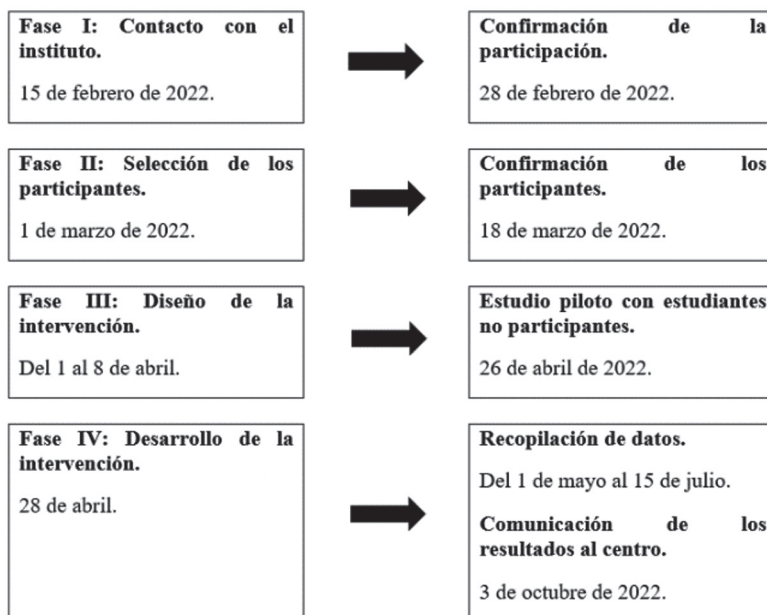 Fase I: Contacto con el
instituto.
15 de febrero de 2022.
Confirmación de la
participación.
28 de febrero de 2022.
Fase II: Selección de los
participantes.
1 de marzo de 2022.
Confirmación de los
participantes.
18 de marzo de 2022.
Fase III: Diseño de la
intervención.
Del 1 al 8 de abril.
Estudio piloto con estudiantes
no participantes.
26 de abril de 2022.
Fase IV: Desarrollo de la
intervención.
28 de abril.
Recopilación de datos.
Del 1 de mayo al 15 de julio.
Comunicación de los
resultados al centro.
3 de octubre de 2022.